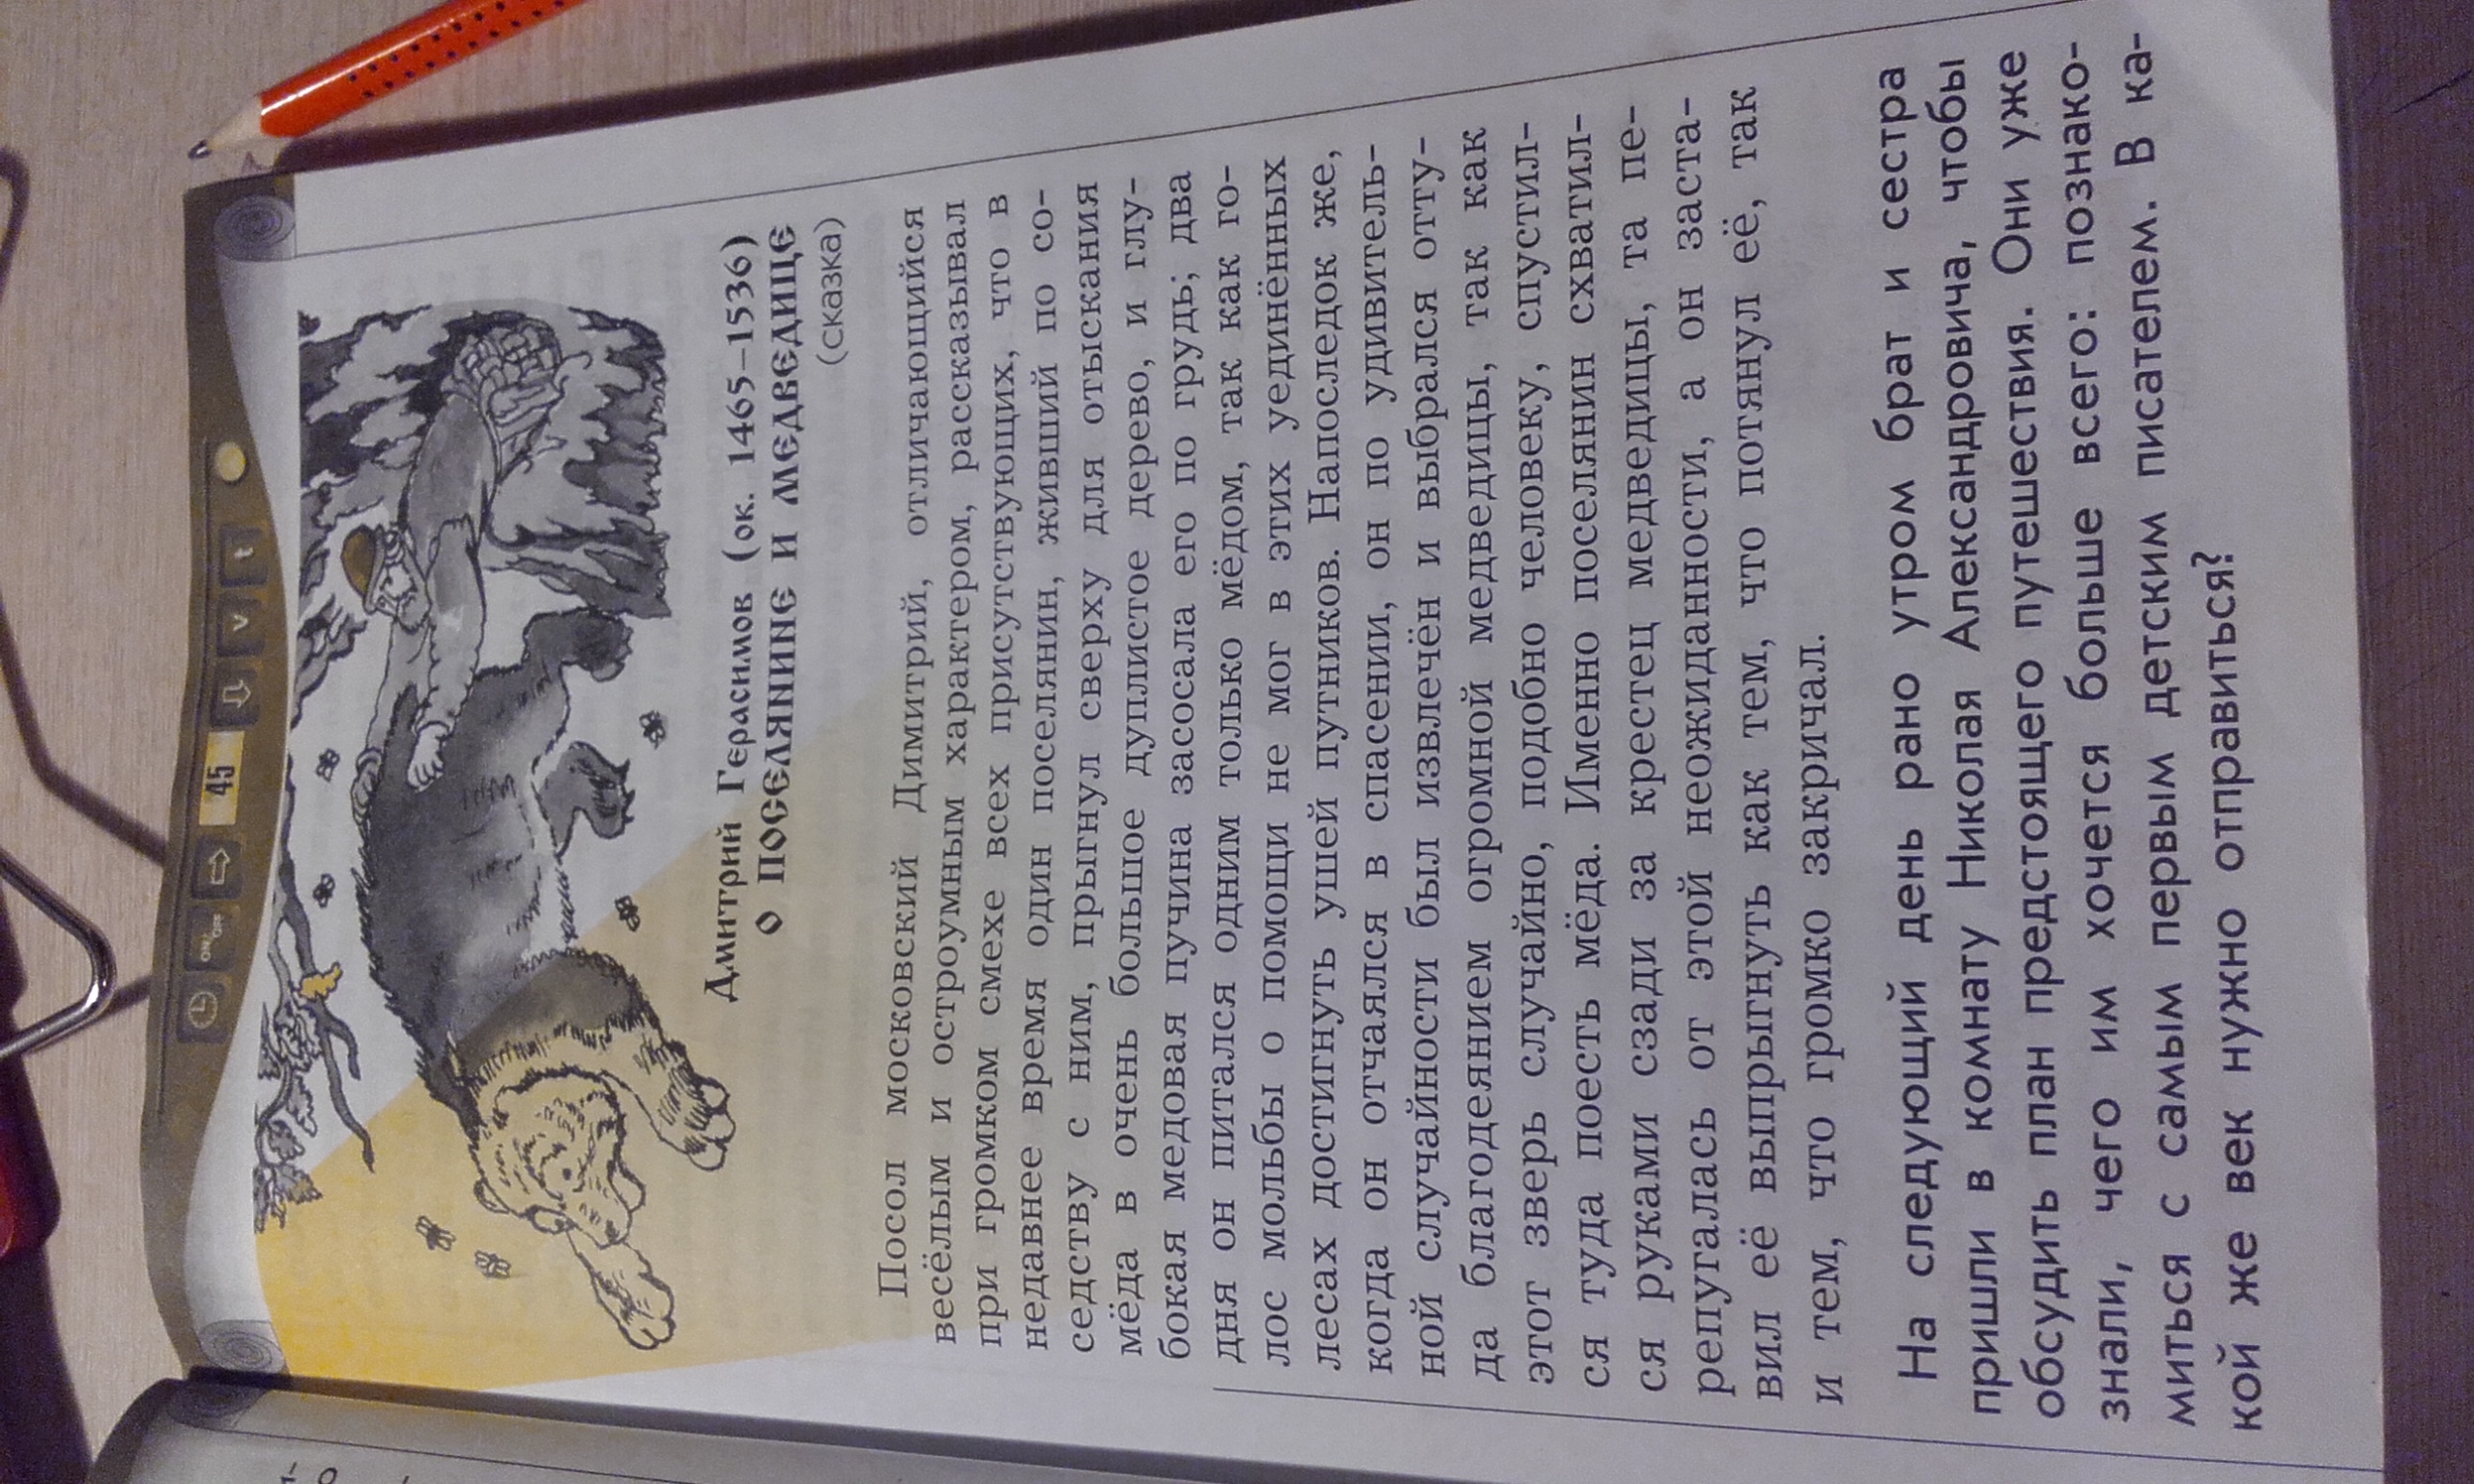 45
v
t
Дмитрий Герасимов (ок. 1465–1536)
О ПОСЕЛЯНИНЕ И МЕДВЕДИЦЕ
(сказка)
Посол московский Димитрий, отличающийся
весёлым и остроумным характером, рассказывал
при громком смехе всех присутствующих, что в
недавнее время один поселянин, живший по со-
седству с ним, прыгнул сверху для отыскания
мёда в очень большое дуплистое дерево, и глу-
бокая медовая пучина засосала его по грудь; два
дня он питался одним только мёдом, так как го-
лос мольбы о помощи не мог в этих уединённых
лесах достигнуть ушей путников. Напоследок же,
когда он отчаялся в спасении, он по удивитель-
ной случайности был извлечён и выбрался отту-
да благодеянием огромной медведицы, так как
этот зверь случайно, подобно человеку, спустил-
ся туда поесть мёда. Именно поселянин схватил-
ся руками сзади за крестец медведицы, та пе-
репугалась от этой неожиданности, а он заста-
вил её выпрыгнуть как тем, что потянул её, так
и тем, что громко закричал.
На следующий день рано утром брат и сестра
пришли в комнату Николая Александровича, чтобы
обсудить план предстоящего путешествия. Они уже
знали, чего им хочется больше всего: познако-
миться с самым первым детским писателем. В ка-
кой же век нужно отправиться?